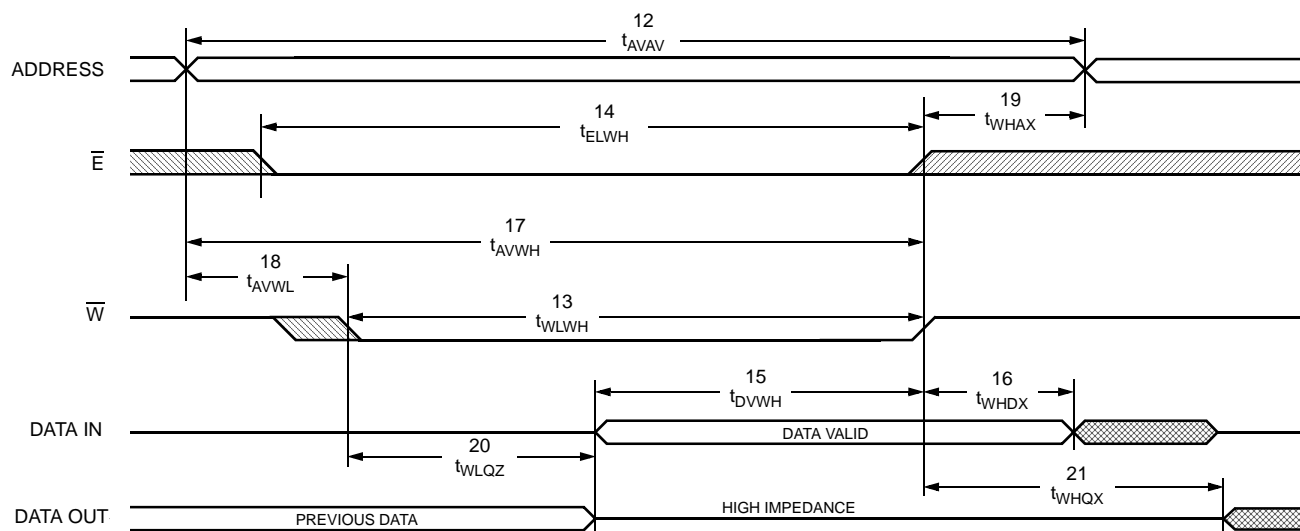 12
tAVAV
ADDRESS
19
tWHAX
14
tELWH
E
17
tAVWH
18
tAVWL
W
13
tWLWH
15
tDVWH
16
tWHDX
DATA IN
DATA VALID
20
tWLQZ
21
tWHQX
DATA OUT
PREVIOUS DATA
HIGH IMPEDANCE